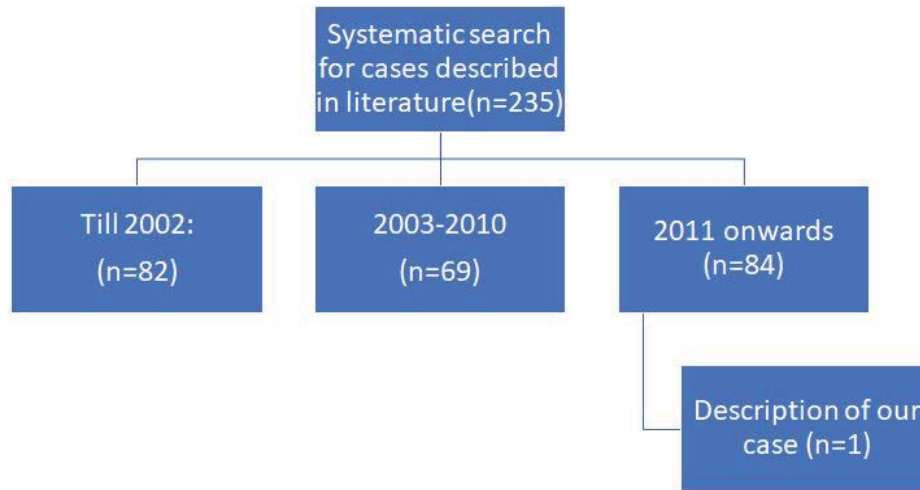 Systematic search
for cases described
in literature(n=235)
Till 2002:
(n=82)
2003-2010
(n=69)
2011 onwards
(n=84)
Description of our
case (n=1)